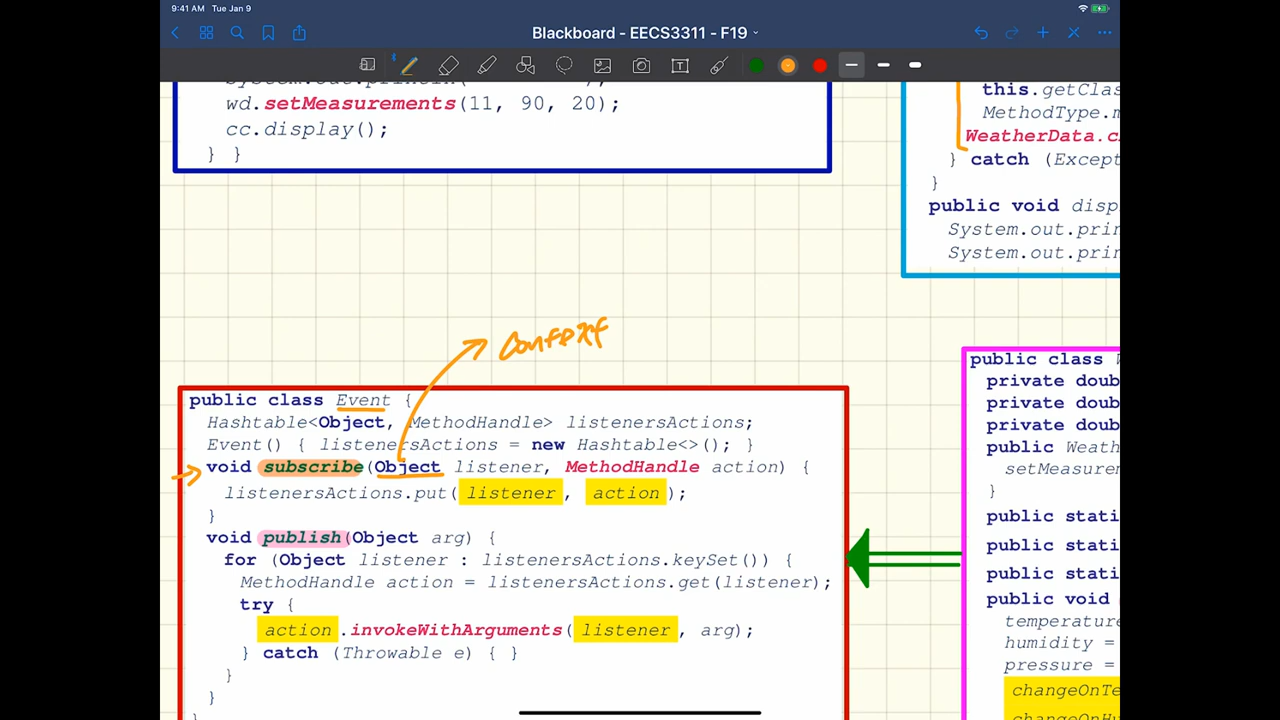 9:41 AM Tue Jan 9
Blackboard - EECS3311 - F19
wd.setMeasurements(11, 90, 20);
cc.display();
} }
this.getClas
MethodType.m
WeatherData.c
} catch (Except
}
public void disp
System.out.prin
System.out.prin
context
public class Event {
Hashtable<Object, MethodHandle> listenersActions;
Event() { listenersActions = new Hashtable<>(); }
void subscribe(Object listener, MethodHandle action) {
listenersActions.put(listener, action);
}
void publish(Object arg) {
for (Object listener : listenersActions.keySet()) {
MethodHandle action = listenersActions.get(listener);
try {
action.invokeWithArguments(listener, arg);
} catch (Throwable e) { }
}
}
public class
private doub
private doub
private doub
public Weath
setMeasurem
}
public stati
public stati
public stati
public void
temperature
humidity =
pressure =
changeOnTe